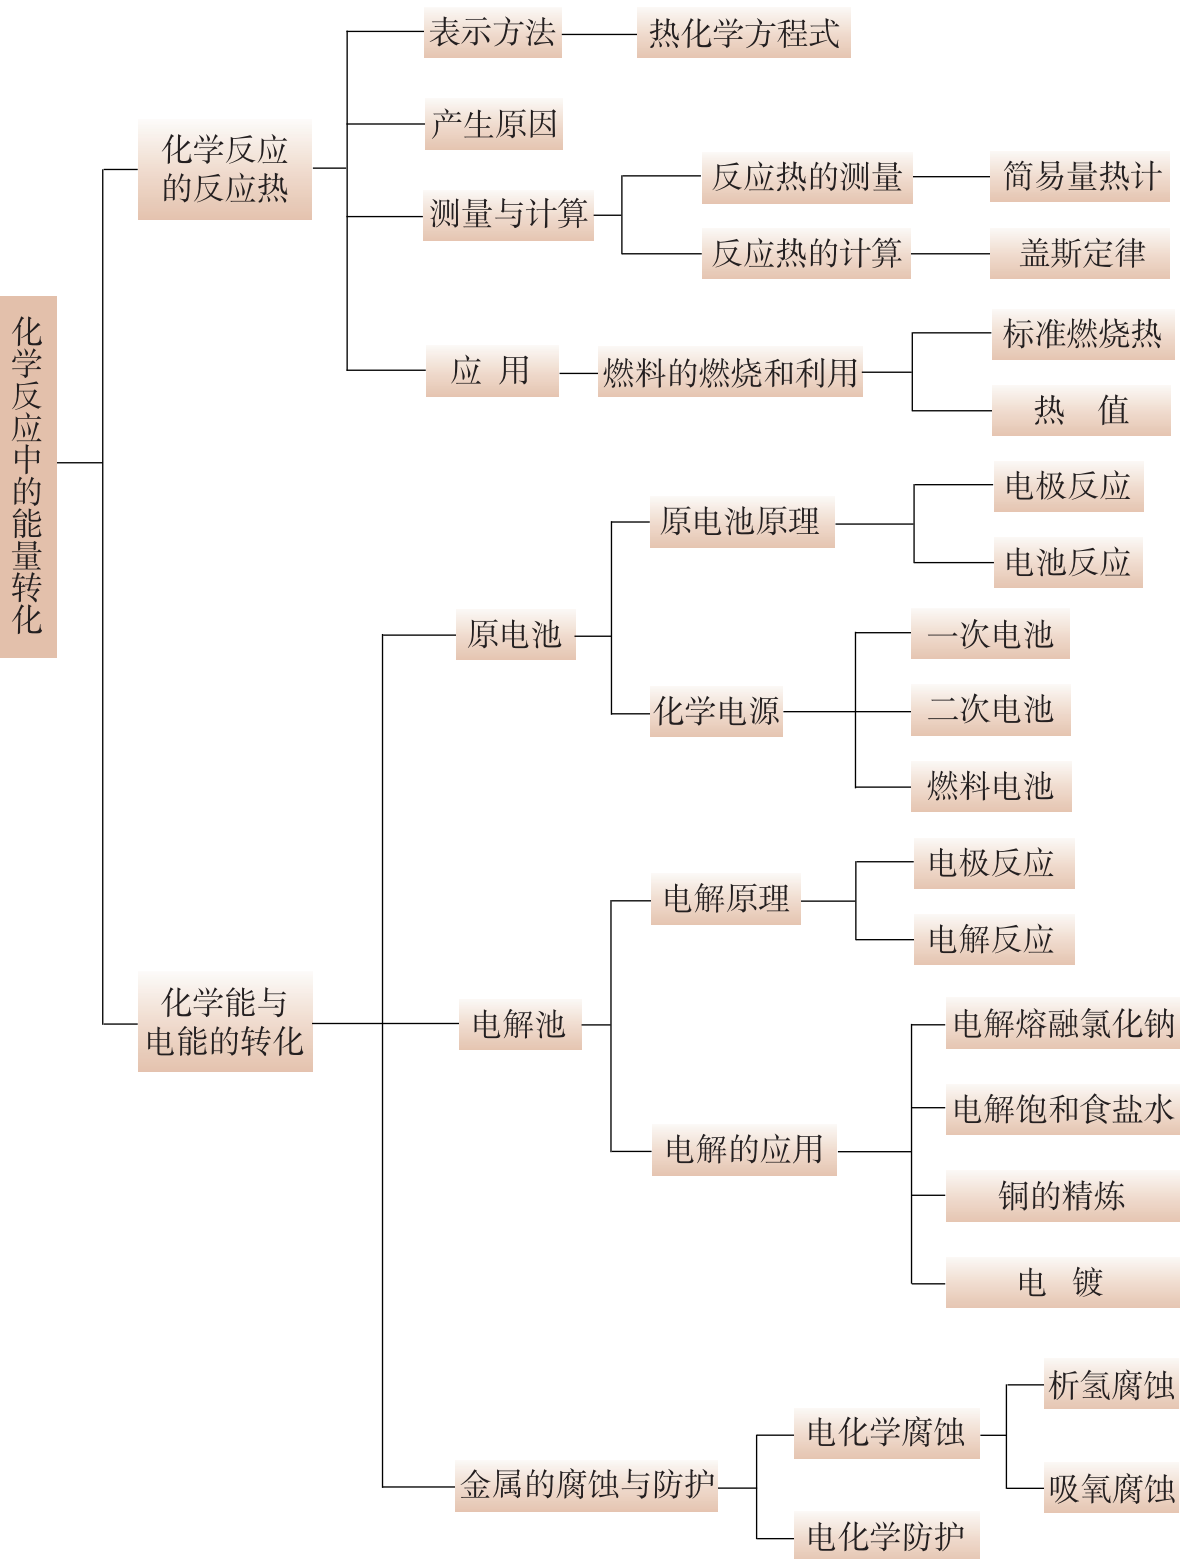 化学反应中的能量转化
化学反应
的反应热
表示方法
热化学方程式
产生原因
测量与计算
反应热的测量
简易量热计
反应热的计算
盖斯定律
应 用
燃料的燃烧和利用
标准燃烧热
热 值
化学能与
电能的转化
原电池
原电池原理
电极反应
电池反应
化学电源
一次电池
二次电池
燃料电池
电解池
电解原理
电极反应
电解反应
电解的应用
电解熔融氯化钠
电解饱和食盐水
铜的精炼
电 镀
金属的腐蚀与防护
电化学腐蚀
析氢腐蚀
吸氧腐蚀
电化学防护